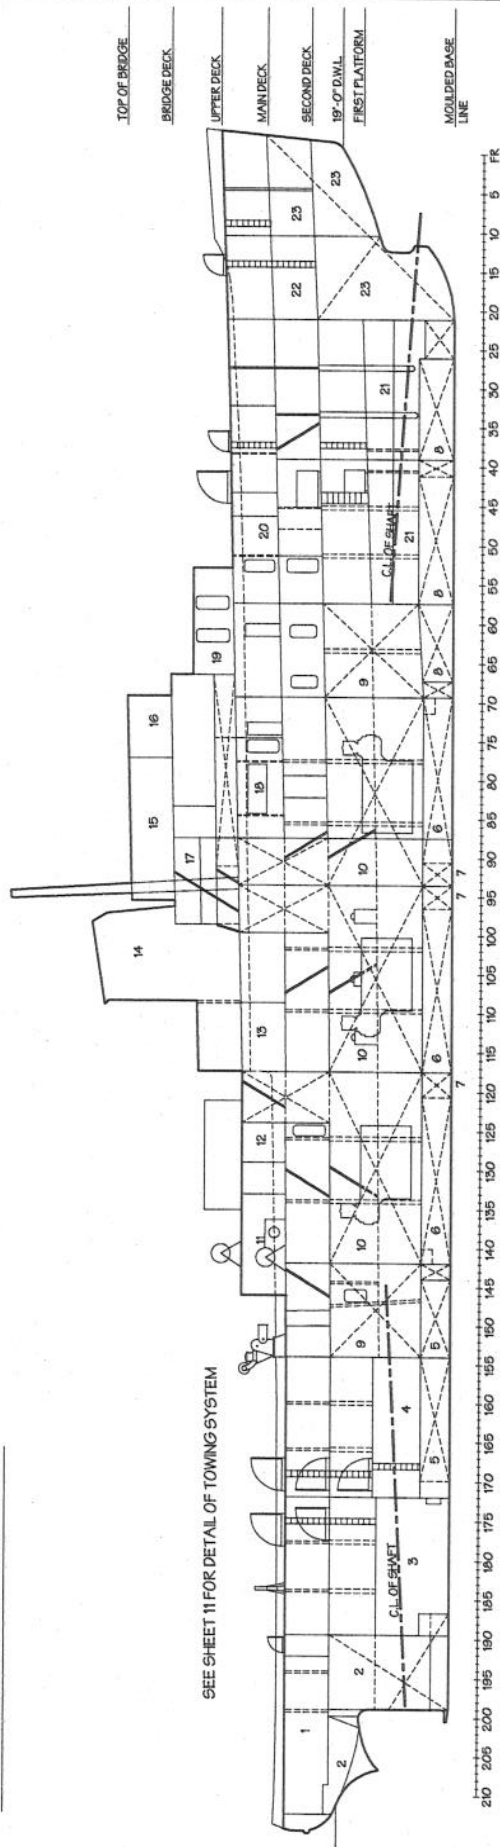 TOP OF BRIDGE
BRIDGE DECK
UPPER DECK
MAIN DECK
SECOND DECK
19'-0" D.W.L
FIRST PLATFORM
MOULDED BASE
LINE
SEE SHEET 11 FOR DETAIL OF TOWING SYSTEM
14
15
16
17
19
1
11
12
13
18
20
22
23
2
2
9
10
10
10
9
23
23
3
4
21
21
C.L OF SHAFT
C.L OF SHAFT
5
5
6
6
6
8
8
8
7
7
7
210 205 200 195 190 185 180 175 170 165 160 155 150 145 140 135 130 125 120 115 110 105 100 95 90 85 80 75 70 65 60 55 50 45 40 35 30 25 20 15 10 5 FR